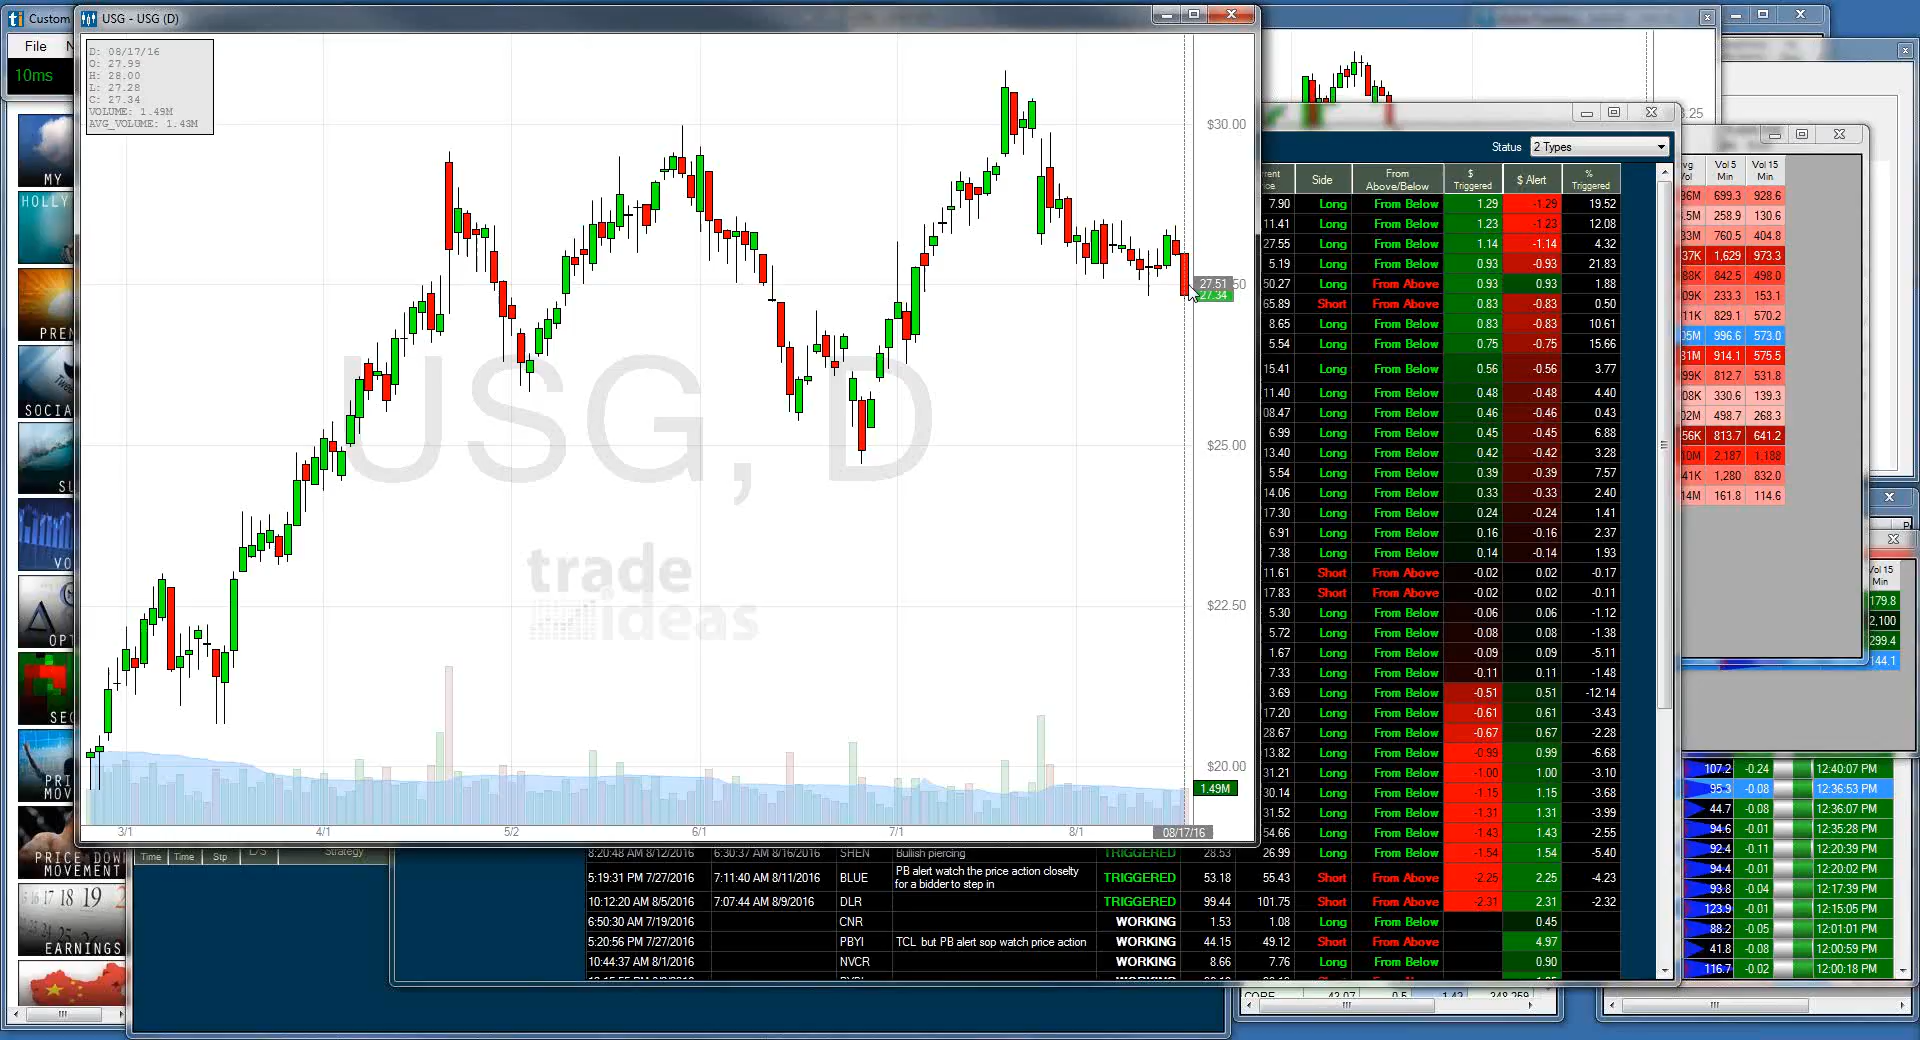 Custom
USG - USG (D)
File
10ms
D: 08/17/16
O: 27.99
H: 28.00
L: 27.28
C: 27.34
VOLUME: 1.49M
AVG_VOLUME: 1.43M
MY
HOLLY
PREM
SOCIA
SU
VO
OPT
SEC
PRI
MOV
PRICE DOWN
MOVEMENT
17 18 19
EARNINGS
USG, D
trade
ideas
$30.00
27.51
27.34
$25.00
$22.50
$20.00
1.49M
3/1 4/1 5/2 6/1 7/1 8/1 08/17/16
Status 2 Types
Side From Above/Below $ Triggered $ Alert % Triggered
7.90 Long From Below 1.29 -1.29 19.52
11.41 Long From Below 1.23 -1.23 12.08
27.55 Long From Below 1.14 -1.14 4.32
5.19 Long From Below 0.93 -0.93 21.83
50.27 Long From Above 0.93 0.93 1.88
65.89 Short From Above 0.83 -0.83 0.50
8.65 Long From Below 0.83 -0.83 10.61
5.54 Long From Below 0.75 -0.75 15.66
15.41 Long From Below 0.56 -0.56 3.77
11.40 Long From Below 0.48 -0.48 4.40
08.47 Long From Below 0.46 -0.46 0.43
6.99 Long From Below 0.45 -0.45 6.88
13.40 Long From Below 0.42 -0.42 3.28
5.54 Long From Below 0.39 -0.39 7.57
14.06 Long From Below 0.33 -0.33 2.40
17.30 Long From Below 0.24 -0.24 1.41
6.91 Long From Below 0.16 -0.16 2.37
7.38 Long From Below 0.14 -0.14 1.93
11.61 Short From Above -0.02 0.02 -0.17
17.83 Short From Above -0.02 0.02 -0.11
5.30 Long From Below -0.06 0.06 -1.12
5.72 Long From Below -0.08 0.08 -1.38
1.67 Long From Below -0.09 0.09 -5.11
7.33 Long From Below -0.11 0.11 -1.48
3.69 Long From Below -0.51 0.51 -12.14
17.20 Long From Below -0.61 0.61 -3.43
28.67 Long From Below -0.67 0.67 -2.28
13.82 Long From Below -0.99 0.99 -6.68
31.21 Long From Below -1.00 1.00 -3.10
30.14 Long From Below -1.15 1.15 -3.68
31.52 Long From Below -1.31 1.31 -3.99
54.66 Long From Below -1.43 1.43 -2.55
8:20:48 AM 8/12/2016 6:30:37 AM 8/16/2016 SHEN Bullish piercing TRIGGERED 28.53 26.99 Long From Below -1.54 1.54 -5.40
5:19:31 PM 7/27/2016 7:11:40 AM 8/11/2016 BLUE PB alert watch the price action closelty for a bidder to step in TRIGGERED 53.18 55.43 Short From Above -2.25 2.25 -4.23
10:12:20 AM 8/5/2016 7:07:44 AM 8/9/2016 DLR TRIGGERED 99.44 101.75 Short From Above -2.31 2.31 -2.32
6:50:30 AM 7/19/2016 CNR WORKING 1.53 1.08 Long From Below 0.45
5:20:56 PM 7/27/2016 PBYI TCL but PB alert sop watch price action WORKING 44.15 49.12 Short From Above 4.97
10:44:37 AM 8/1/2016 NVCR WORKING 8.66 7.76 Long From Below 0.90
Time Time Stp L/S Strategy
Vol 5 Min Vol 15 Min
699.3 928.6
258.9 130.6
760.5 404.8
1,629 973.3
842.5 498.0
233.3 153.1
829.1 570.2
996.6 573.0
914.1 575.5
812.7 531.8
330.6 139.3
498.7 268.3
813.7 641.2
2,187 1,188
1,280 832.0
161.8 114.6
Vol 15
Min
179.8
2,100
299.4
144.1
107.2 -0.24 12:40:07 PM
95.3 -0.08 12:36:53 PM
44.7 -0.08 12:36:07 PM
94.6 -0.01 12:35:28 PM
92.4 -0.11 12:20:39 PM
94.4 -0.01 12:20:02 PM
93.8 -0.04 12:17:39 PM
123.9 -0.01 12:15:05 PM
88.2 -0.05 12:01:01 PM
41.8 -0.08 12:00:59 PM
116.7 -0.02 12:00:18 PM